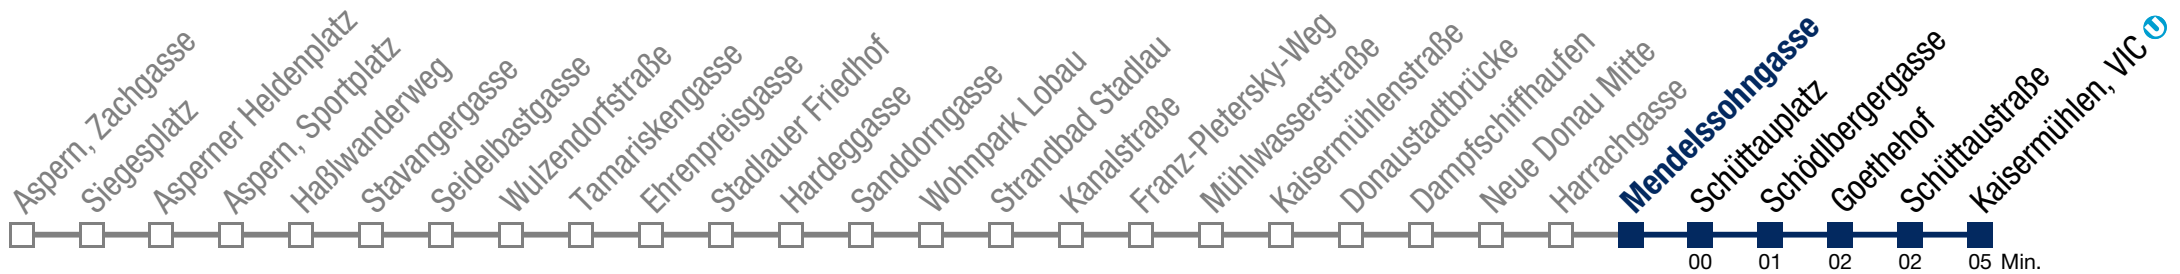 Aspern, Zachgasse
Siegesplatz
Asperner Heldenplatz
Aspern, Sportplatz
Haßlwanderweg
Stavangergasse
Seidelbastgasse
Wulzendorfstraße
Tamariskengasse
Ehrenpreisgasse
Stadlauer Friedhof
Hardeggasse
Sanddorngasse
Wohnpark Lobau
Strandbad Stadlau
Kanalstraße
Franz-Pletersky-Weg
Mühlwasserstraße
Kaisermühlenstraße
Donaustadtbrücke
Dampfschiffhaufen
Neue Donau Mitte
Harrachgasse
Mendelssohngasse
Schüttauplatz
Schödlbergergasse
Goethehof
Schüttaustraße
Kaisermühlen, VIC U
00 01 02 02 05 Min.